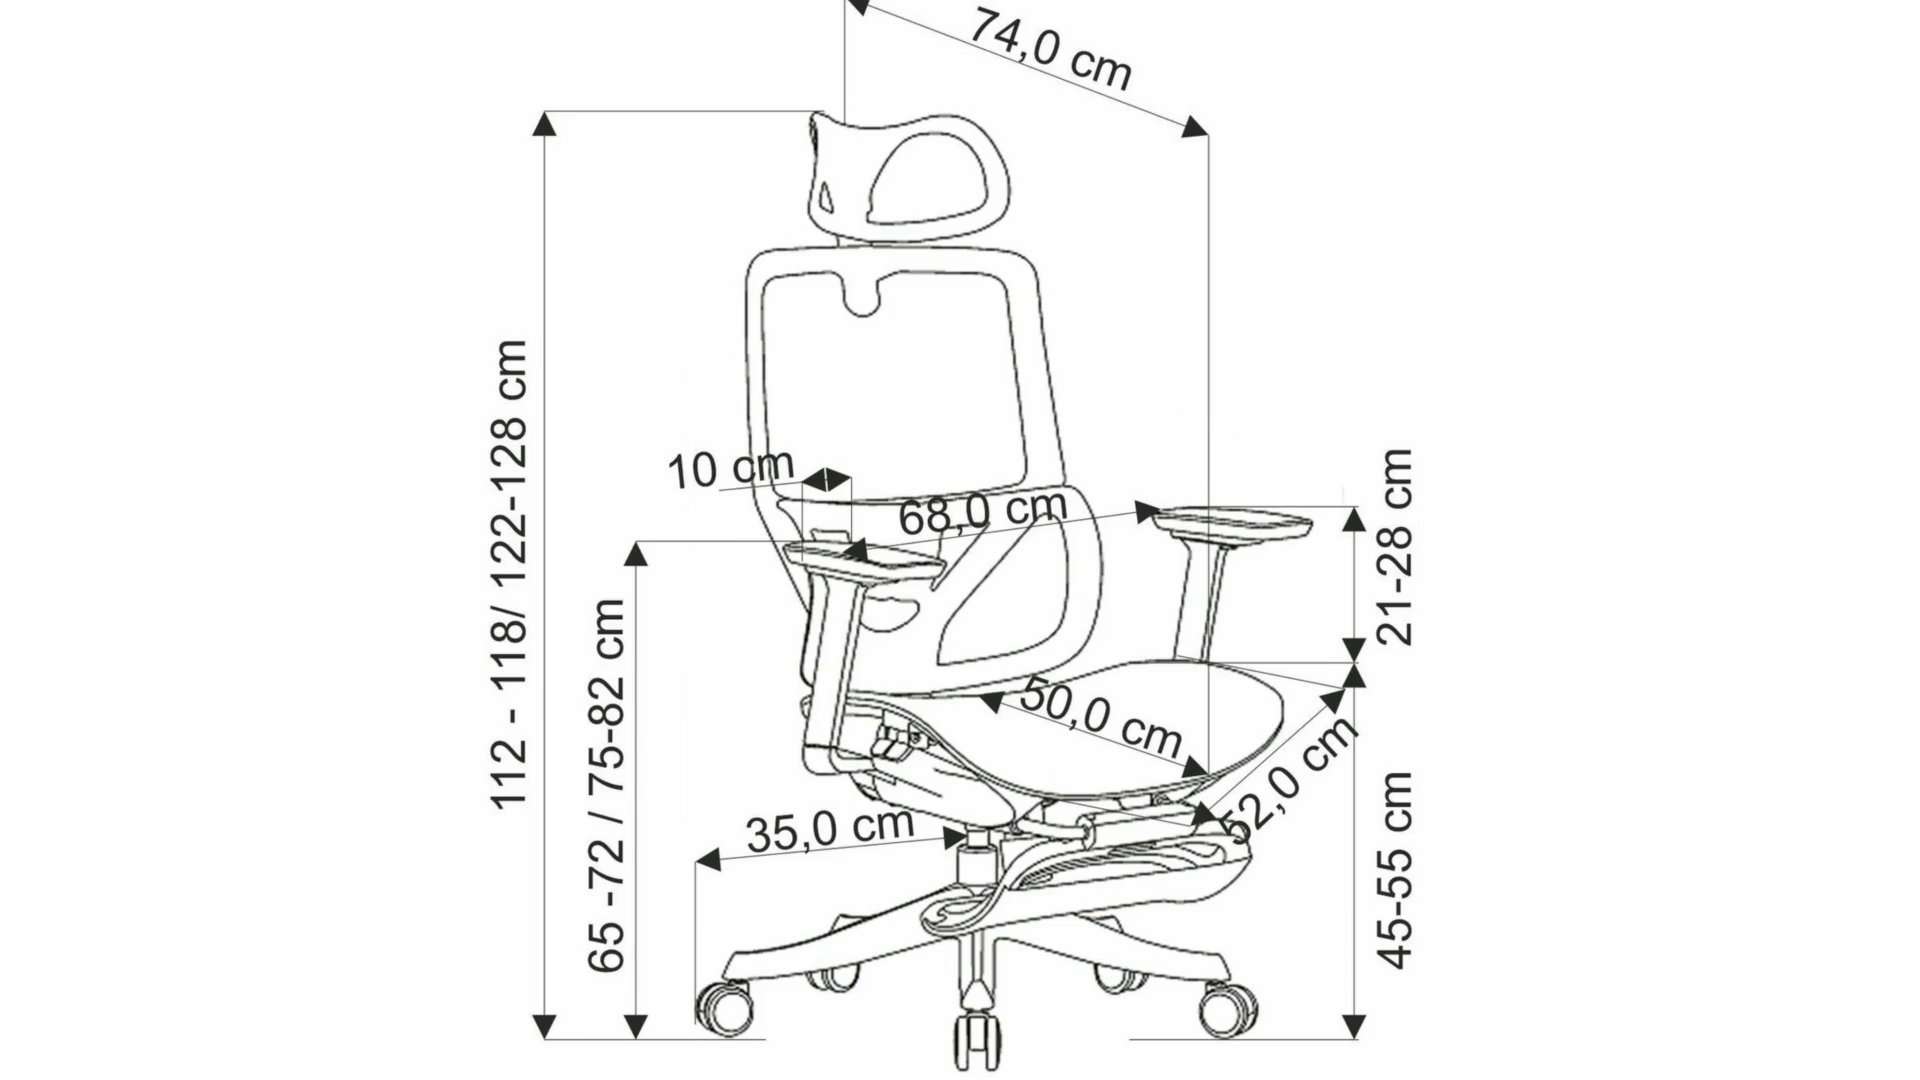 74,0 cm
10 cm
68,0 cm
21-28 cm
112 - 118/ 122-128 cm
65 -72 / 75-82 cm
50,0 cm
52,0 cm
35,0 cm
45-55 cm